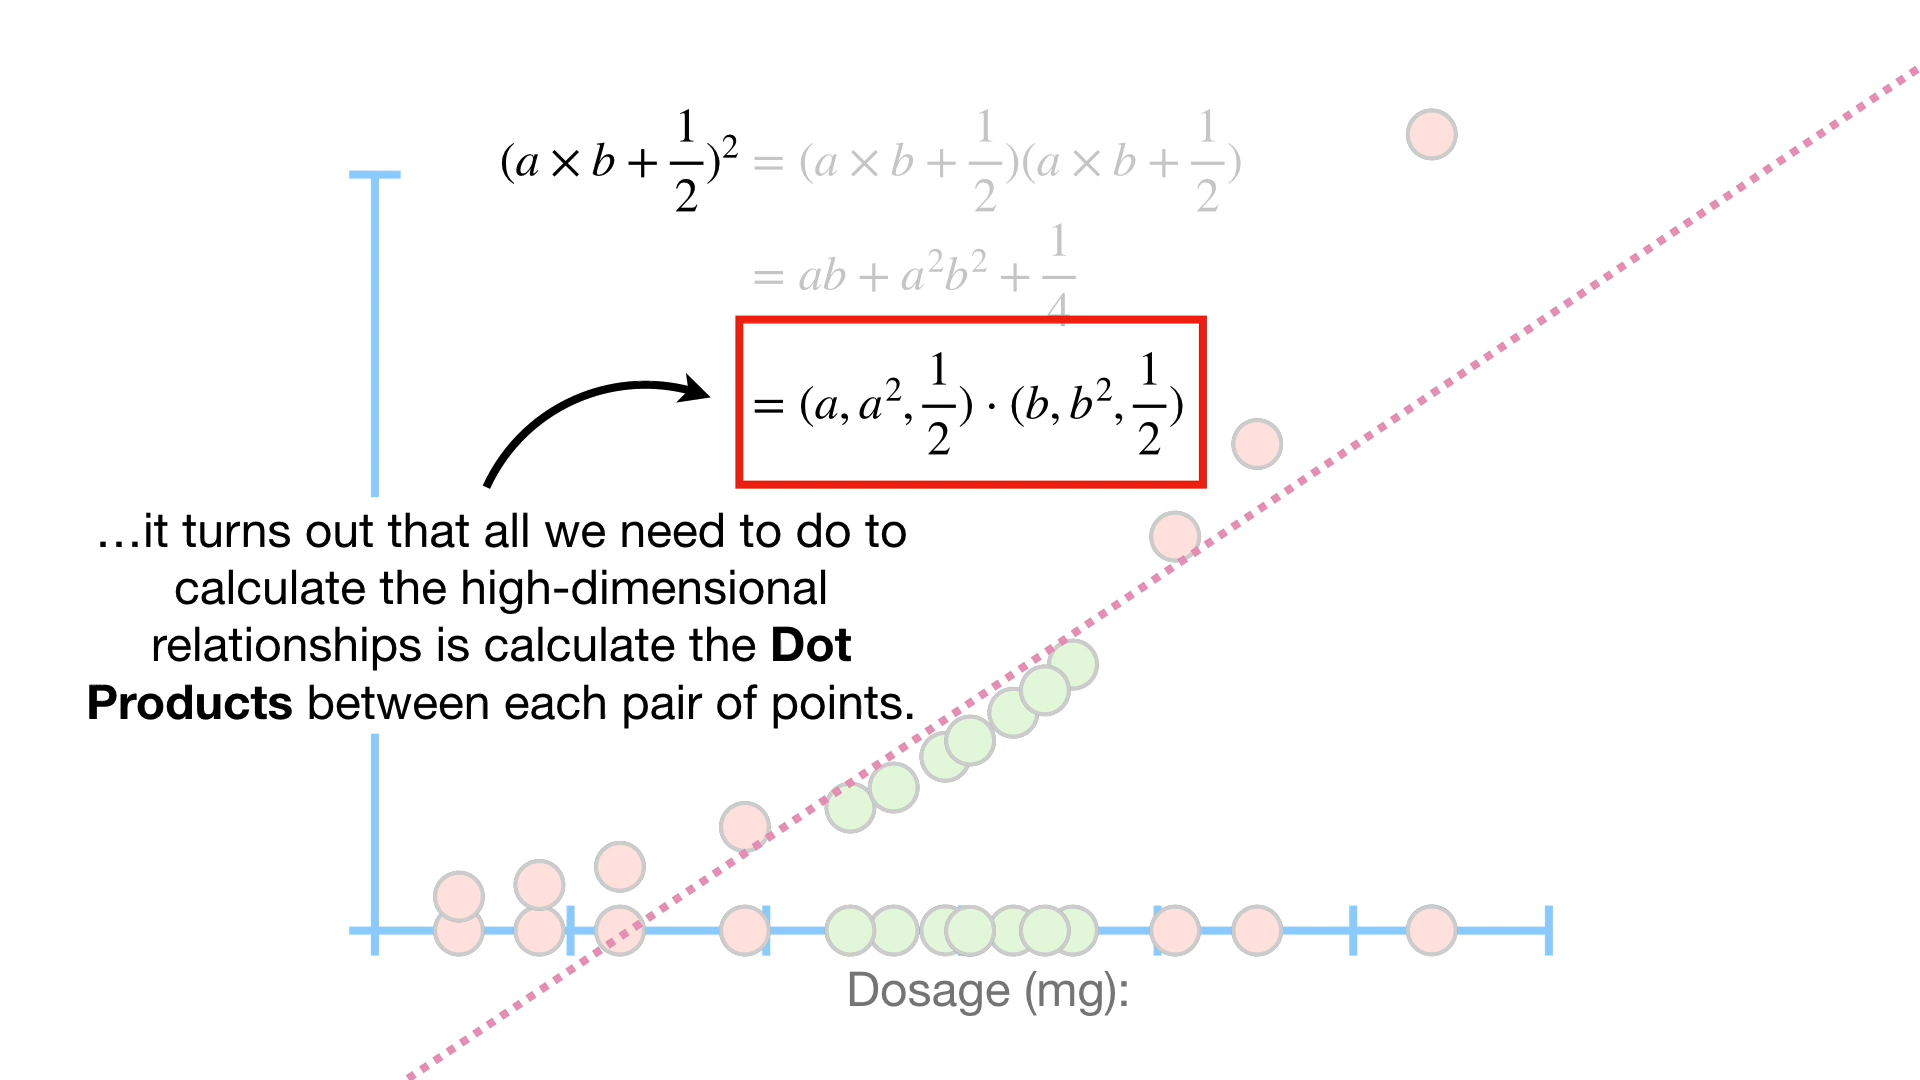 (a × b + 1/2)² = (a × b + 1/2)(a × b + 1/2)
= ab + a²b² + 1/4
= (a, a², 1/2) · (b, b², 1/2)
…it turns out that all we need to do to
calculate the high-dimensional
relationships is calculate the Dot
Products between each pair of points.
Dosage (mg):